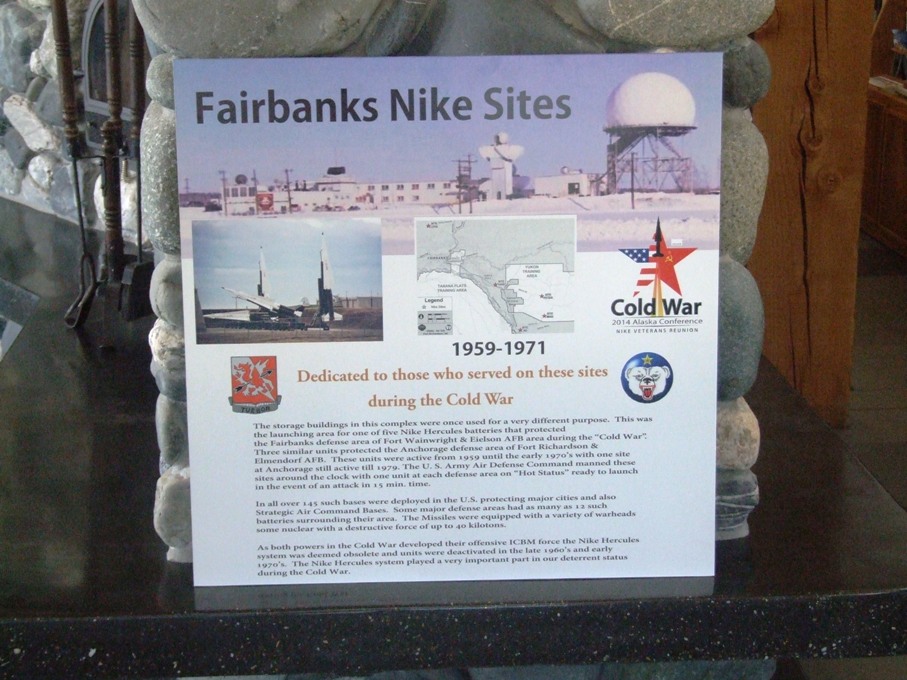 Fairbanks Nike Sites
TANANA FLATS
TRAINING AREA
YUKON
TRAINING
AREA
Legend
Cold War
2014 Alaska Conference
NIKE VETERANS REUNION
1959-1971
Dedicated to those who served on these sites
during the Cold War
The storage buildings in this complex were once used for a very different purpose. This was
the launching area for one of five Nike Hercules batteries that protected
the Fairbanks defense area of Fort Wainwright & Eielson AFB area during the "Cold War".
Three similar units protected the Anchorage defense area of Fort Richardson &
Elmendorf AFB. These units were active from 1959 until the early 1970's with one site
at Anchorage still active till 1979. The U. S. Army Air Defense Command manned these
sites around the clock with one unit at each defense area on "Hot Status" ready to launch
in the event of an attack in 15 min. time.
In all over 145 such bases were deployed in the U.S. protecting major cities and also
Strategic Air Command Bases. Some major defense areas had as many as 12 such
batteries surrounding their area. The Missiles were equipped with a variety of warheads
some nuclear with a destructive force of up to 40 kilotons.
As both powers in the Cold War developed their offensive ICBM force the Nike Hercules
system was deemed obsolete and units were deactivated in the late 1960's and early
1970's. The Nike Hercules system played a very important part in our deterrent status
during the Cold War.